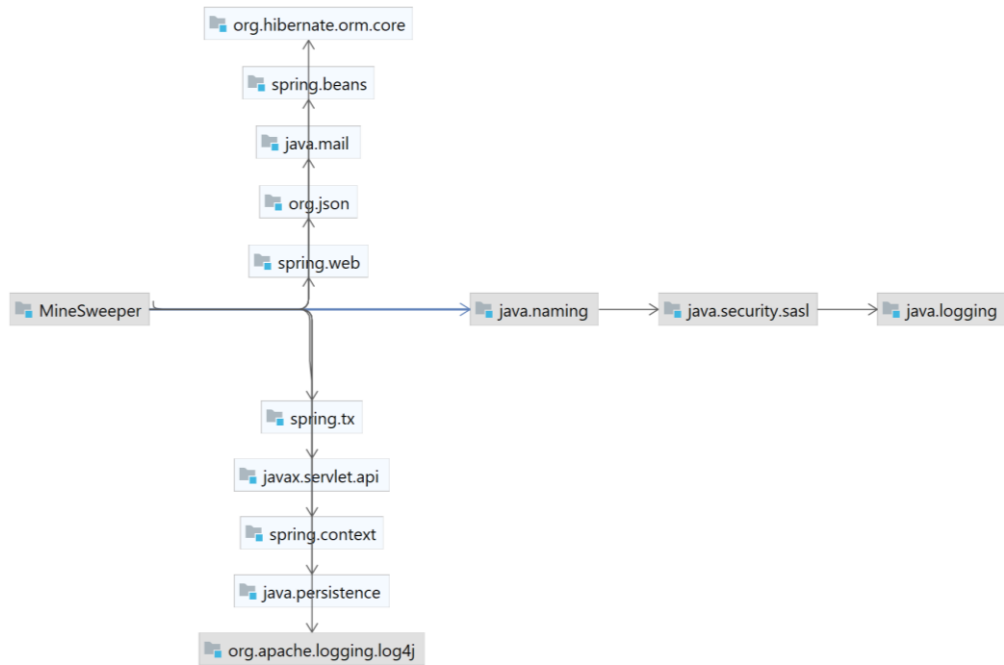 org.hibernate.orm.core
spring.beans
java.mail
org.json
spring.web
MineSweeper
java.naming
java.security.sasl
java.logging
spring.tx
javax.servlet.api
spring.context
java.persistence
org.apache.logging.log4j